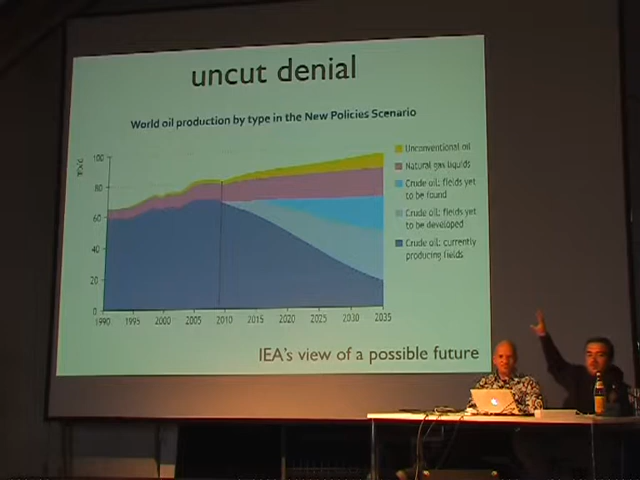 uncut denial
World oil production by type in the New Policies Scenario
100
80
60
40
20
0
1990 1995 2000 2005 2010 2015 2020 2025 2030 2035
Unconventional oil
Natural gas liquids
Crude oil: fields yet
to be found
Crude oil: fields yet
to be developed
Crude oil: currently
producing fields
IEA's view of a possible future